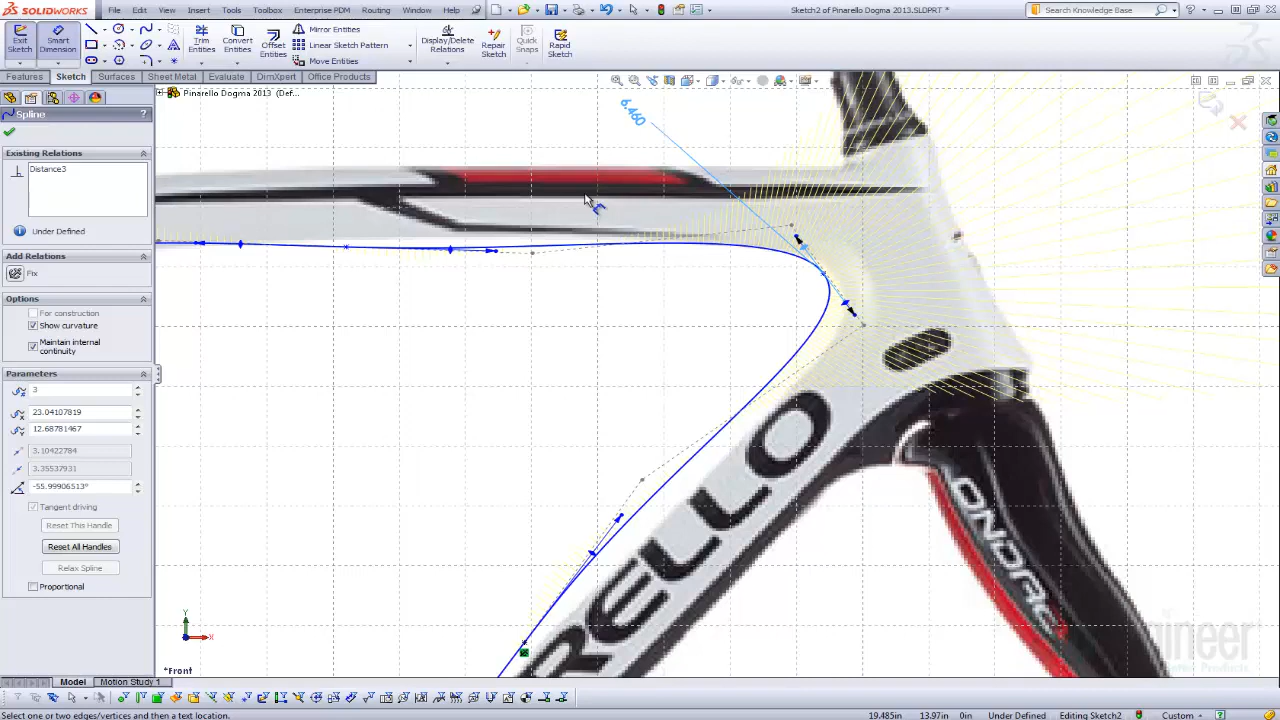 SOLIDWORKS
File
Edit
View
Insert
Tools
Toolbox
Enterprise PDM
Routing
Window
Help
Sketch2 of Pinarello Dogma 2013.SLDPRT *
Search Knowledge Base
Exit Sketch
Smart Dimension
Trim Entities
Convert Entities
Offset Entities
Mirror Entities
Linear Sketch Pattern
Move Entities
Display/Delete Relations
Repair Sketch
Quick Snaps
Rapid Sketch
Features
Sketch
Surfaces
Sheet Metal
Evaluate
DimXpert
Office Products
Pinarello Dogma 2013 (Def...
Spline
?
Existing Relations
Distance3
Under Defined
Add Relations
Fix
Options
For construction
Show curvature
Maintain internal continuity
Parameters
3
23.04107819
12.68781467
3.10422784
3.35537931
-55.99906513°
Tangent driving
Reset This Handle
Reset All Handles
Relax Spline
Proportional
6.460
RELLO
ONDA
Y
X
*Front
Model
Motion Study 1
Select one or two edges/vertices and then a text location.
19.485in
13.97in
0in
Under Defined
Editing Sketch2
Custom